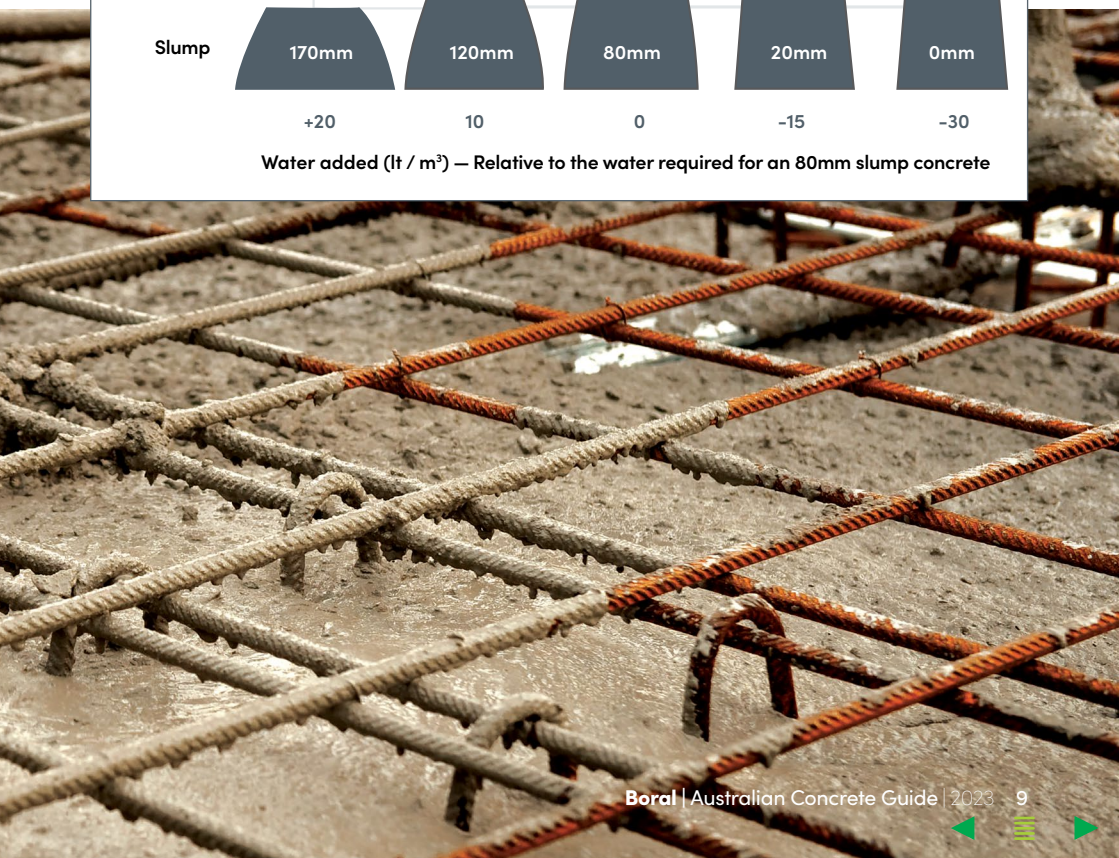 Slump 170mm 120mm 80mm 20mm 0mm
+20 10 0 -15 -30
Water added (lt / m³) — Relative to the water required for an 80mm slump concrete
Boral | Australian Concrete Guide | 2023 9